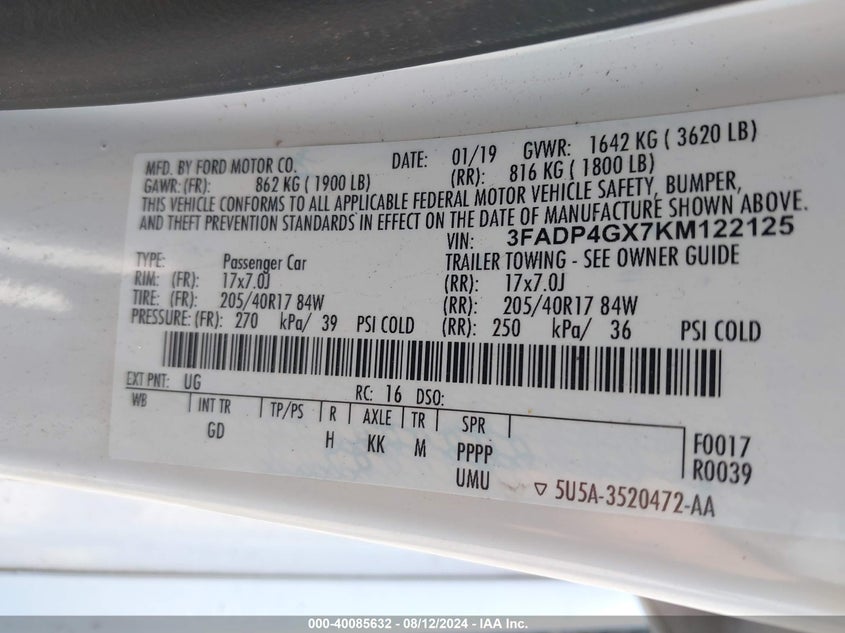 MFD. BY FORD MOTOR CO. DATE: 01/19 GVWR: 1642 KG ( 3620 LB)
GAWR: (FR): 862 KG ( 1900 LB) (RR): 816 KG ( 1800 LB)
THIS VEHICLE CONFORMS TO ALL APPLICABLE FEDERAL MOTOR VEHICLE SAFETY, BUMPER,
AND THEFT PREVENTION STANDARDS IN EFFECT ON THE DATE OF MANUFACTURE SHOWN ABOVE.
VIN: 3FADP4GX7KM122125
TYPE: Passenger Car TRAILER TOWING - SEE OWNER GUIDE
RIM: (FR): 17x7.0J (RR): 17x7.0J
TIRE: (FR): 205/40R17 84W (RR): 205/40R17 84W
PRESSURE: (FR): 270 kPa/ 39 PSI COLD (RR): 250 kPa/ 36 PSI COLD
EXT PNT: UG RC: 16 DSO:
WB INT TR TP/PS R AXLE TR SPR
GD H KK M PPPP F0017
UMU R0039
5U5A-3520472-AA
000-40085632 - 08/12/2024 - IAA Inc.